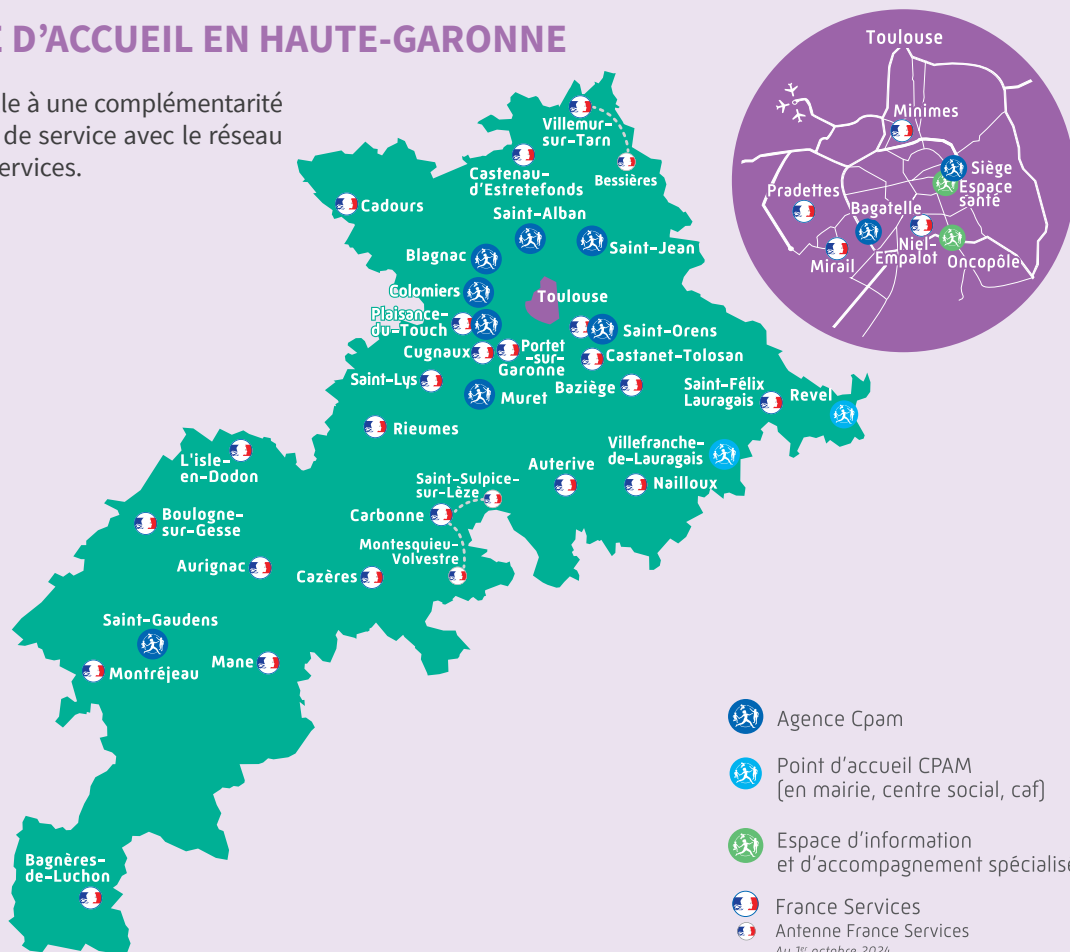 E D'ACCUEIL EN HAUTE-GARONNE
le à une complémentarité
de service avec le réseau
ervices.
Villemur-
sur-Tarn
Bessières
Castenau-
d'Estretefonds
Cadours
Saint-Alban
Saint-Jean
Blagnac
Colomiers
Toulouse
Plaisance-
du-Touch
Saint-Orens
Cugnaux
Portet
-sur-
Garonne
Castanet-Tolosan
Saint-Lys
Baziège
Muret
Saint-Félix
Lauragais
Revel
Rieumes
Villefranche-
de-Lauragais
L'isle-
en-Dodon
Auterive
Nailloux
Saint-Sulpice-
sur-Lèze
Carbonne
Boulogne-
sur-Gesse
Montesquieu-
Volvestre
Aurignac
Cazères
Saint-Gaudens
Montréjeau
Mane
Bagnères-
de-Luchon
Toulouse
Minimes
Siège
Espace
santé
Pradettes
Bagatelle
Niel-
Empalot
Mirail
Oncopôle
Agence Cpam
Point d'accueil CPAM
(en mairie, centre social, caf)
Espace d'information
et d'accompagnement spécialisé
France Services
Antenne France Services
Au 1er octobre 2024